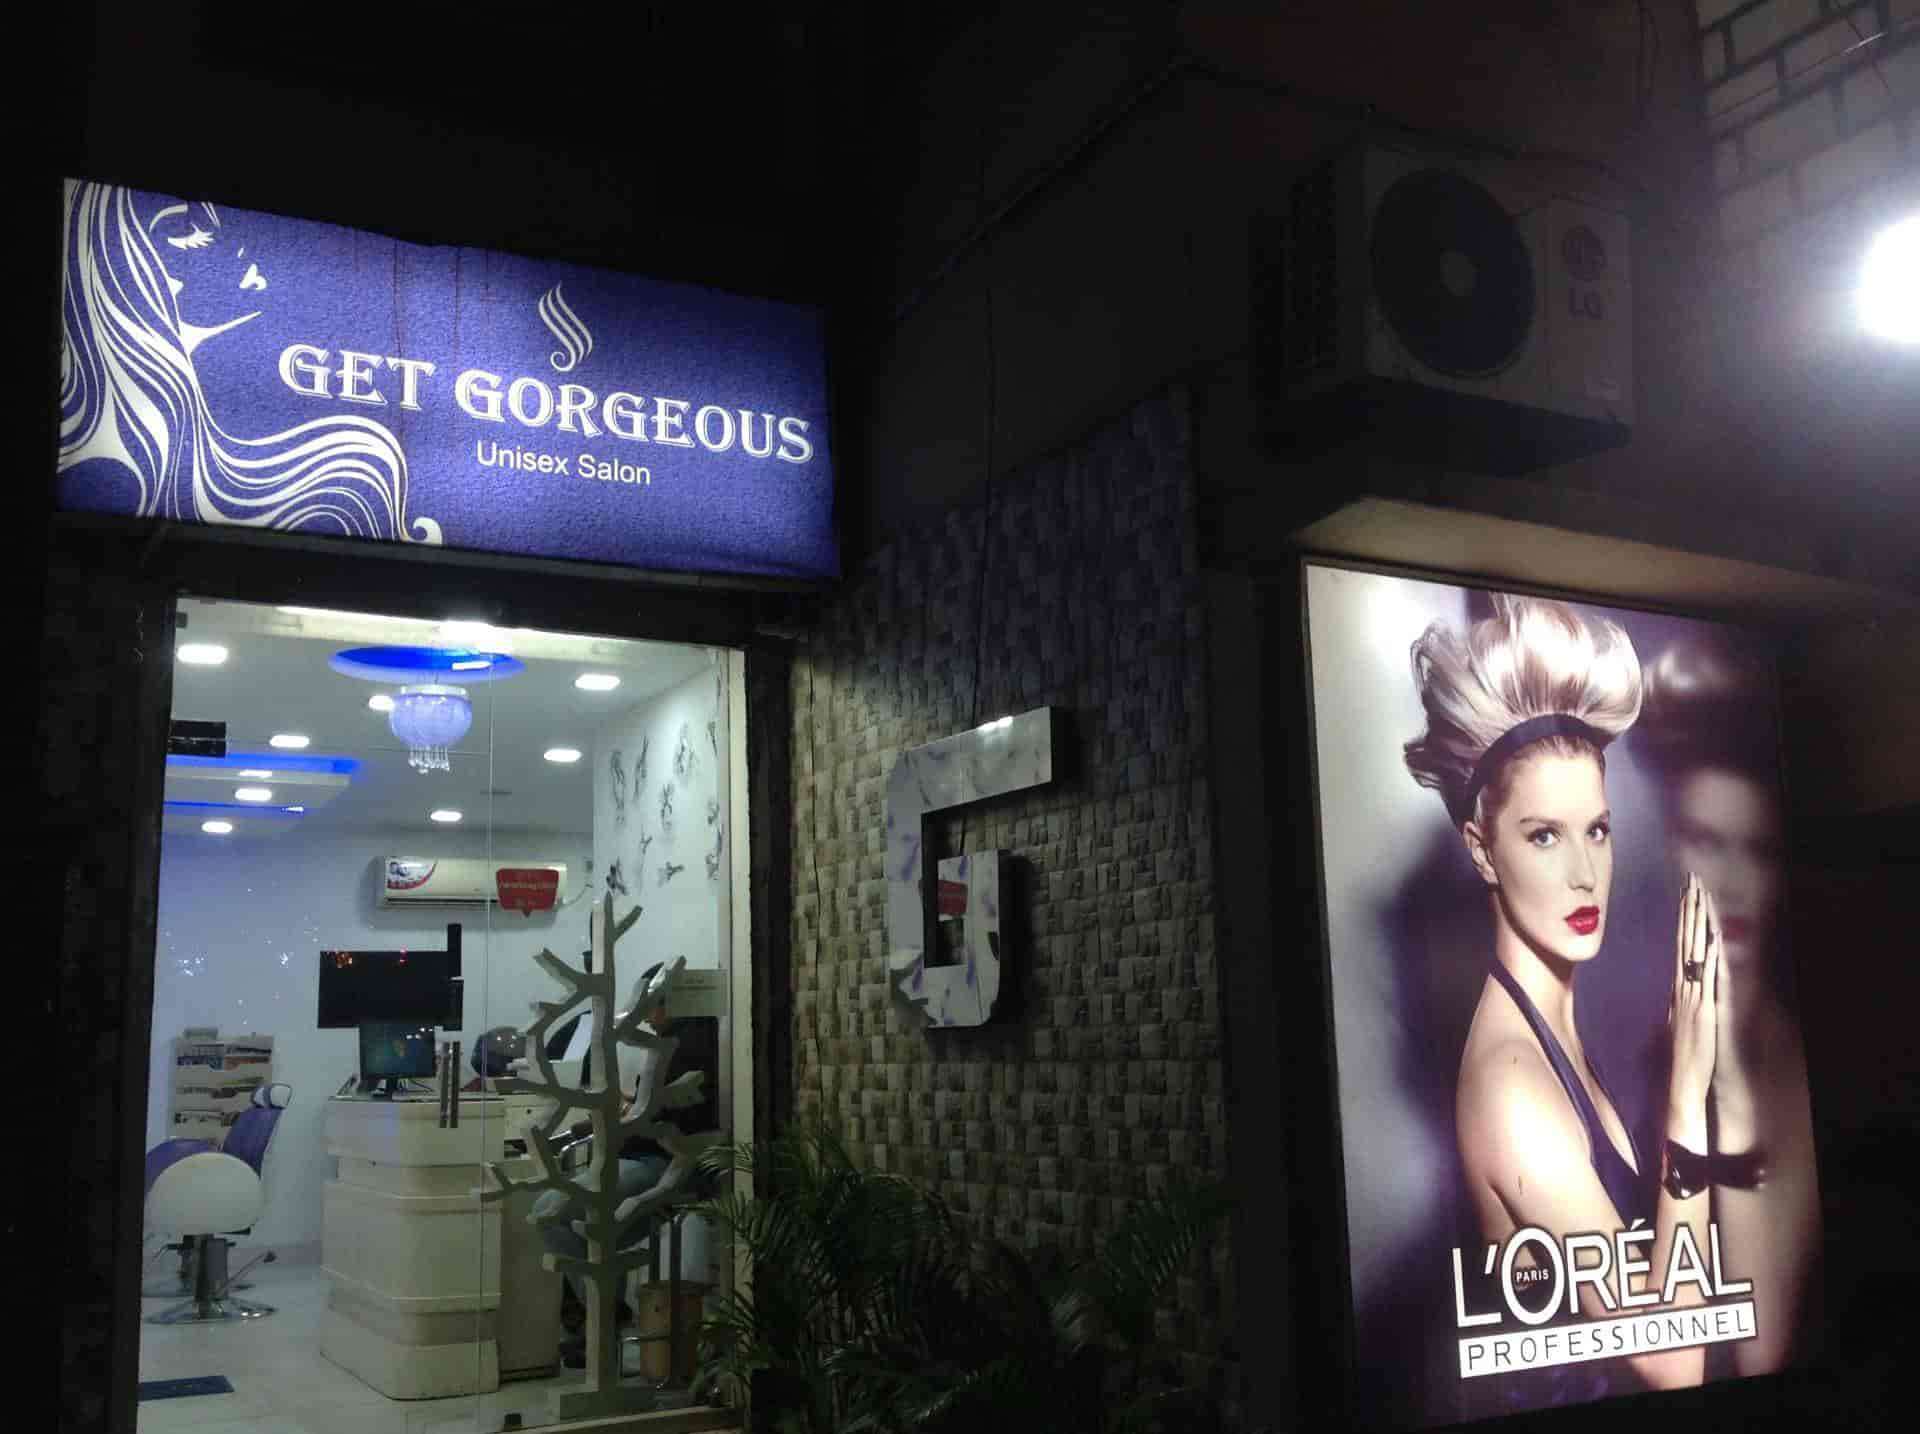 GET GORGEOUS
Unisex Salon
LG
G
L'ORÉAL
PARIS
PROFESSIONNEL